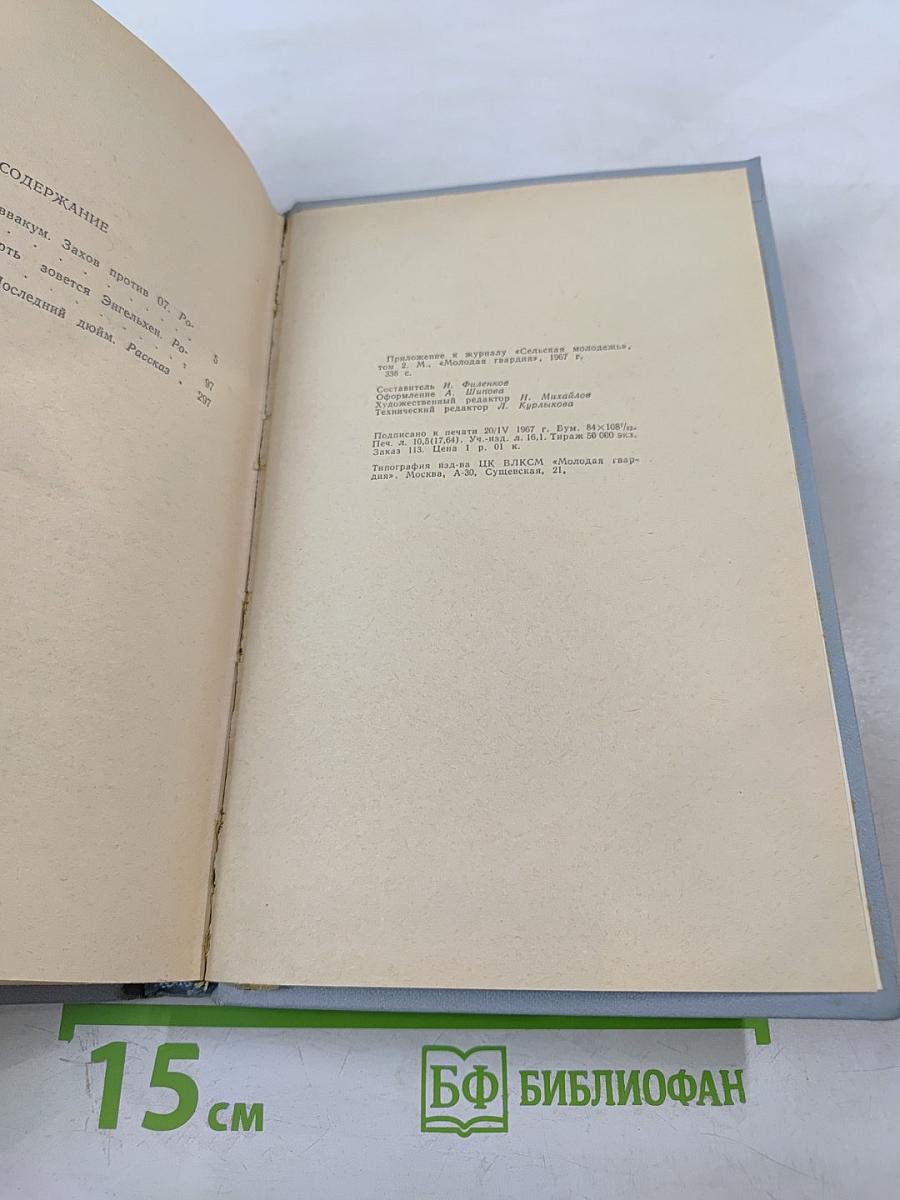 СОДЕРЖАНИЕ
ввакум. Захов против 07. Ро-
. . . . . . . 5
рть зовется Энгельхен. Ро-
. . . . . . . 97
Последний дюйм. Рассказ . 297
Приложение к журналу «Сельская молодежь»,
том 2. М., «Молодая гвардия», 1967 г.
336 с.
Составитель И. Филенков
Оформление А. Шипова
Художественный редактор Н. Михайлов
Технический редактор Л. Курлыкова
Подписано к печати 20/IV 1967 г. Бум. 84×108¹/₃₂.
Печ. л. 10,5(17,64). Уч.-изд. л. 16,1. Тираж 50 000 экз.
Заказ 113. Цена 1 р. 01 к.
Типография изд-ва ЦК ВЛКСМ «Молодая гвар-
дия». Москва, А-30, Сущевская, 21.
15 см
БФ БИБЛИОФАН